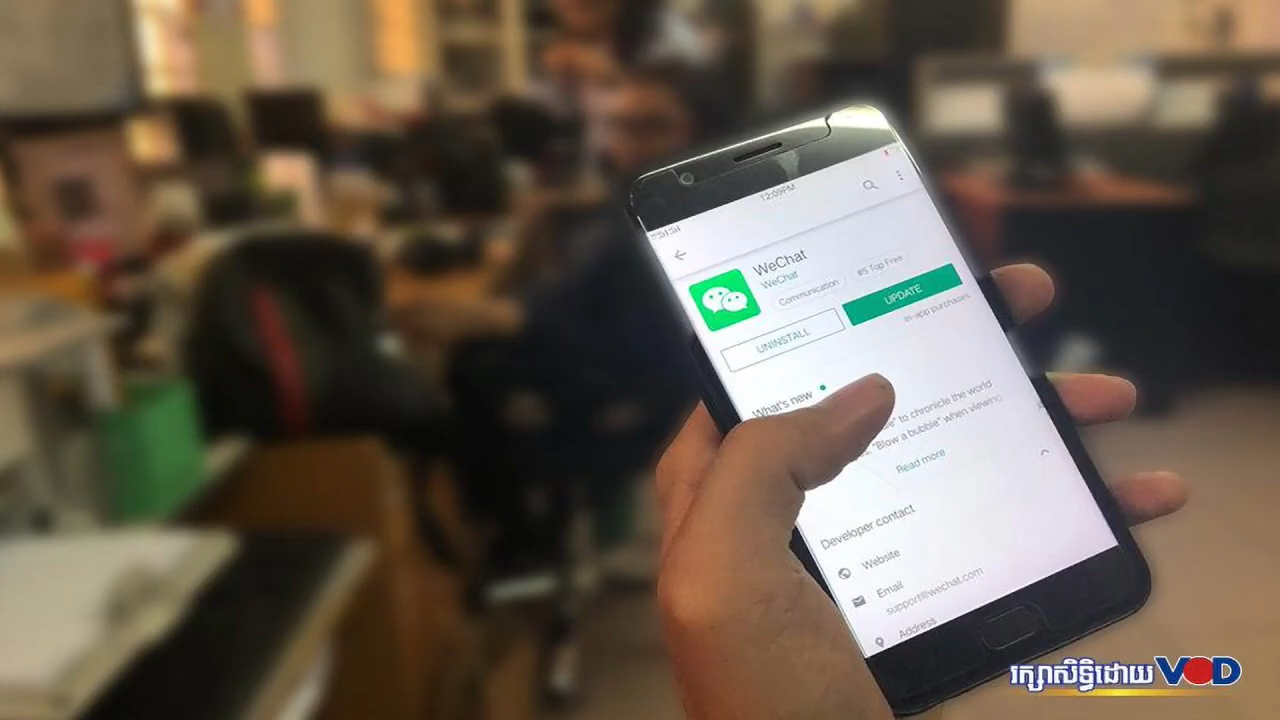 12:09PM
WeChat
WeChat
Communication
#5 Top Free
UNINSTALL
UPDATE
In-app purchases
What's new
to chronicle the world
"Blow a bubble" when viewing
Read more
Developer contact
Website
Email
support@wechat.com
Address
រក្សាសិទ្ធិដោយ VOD